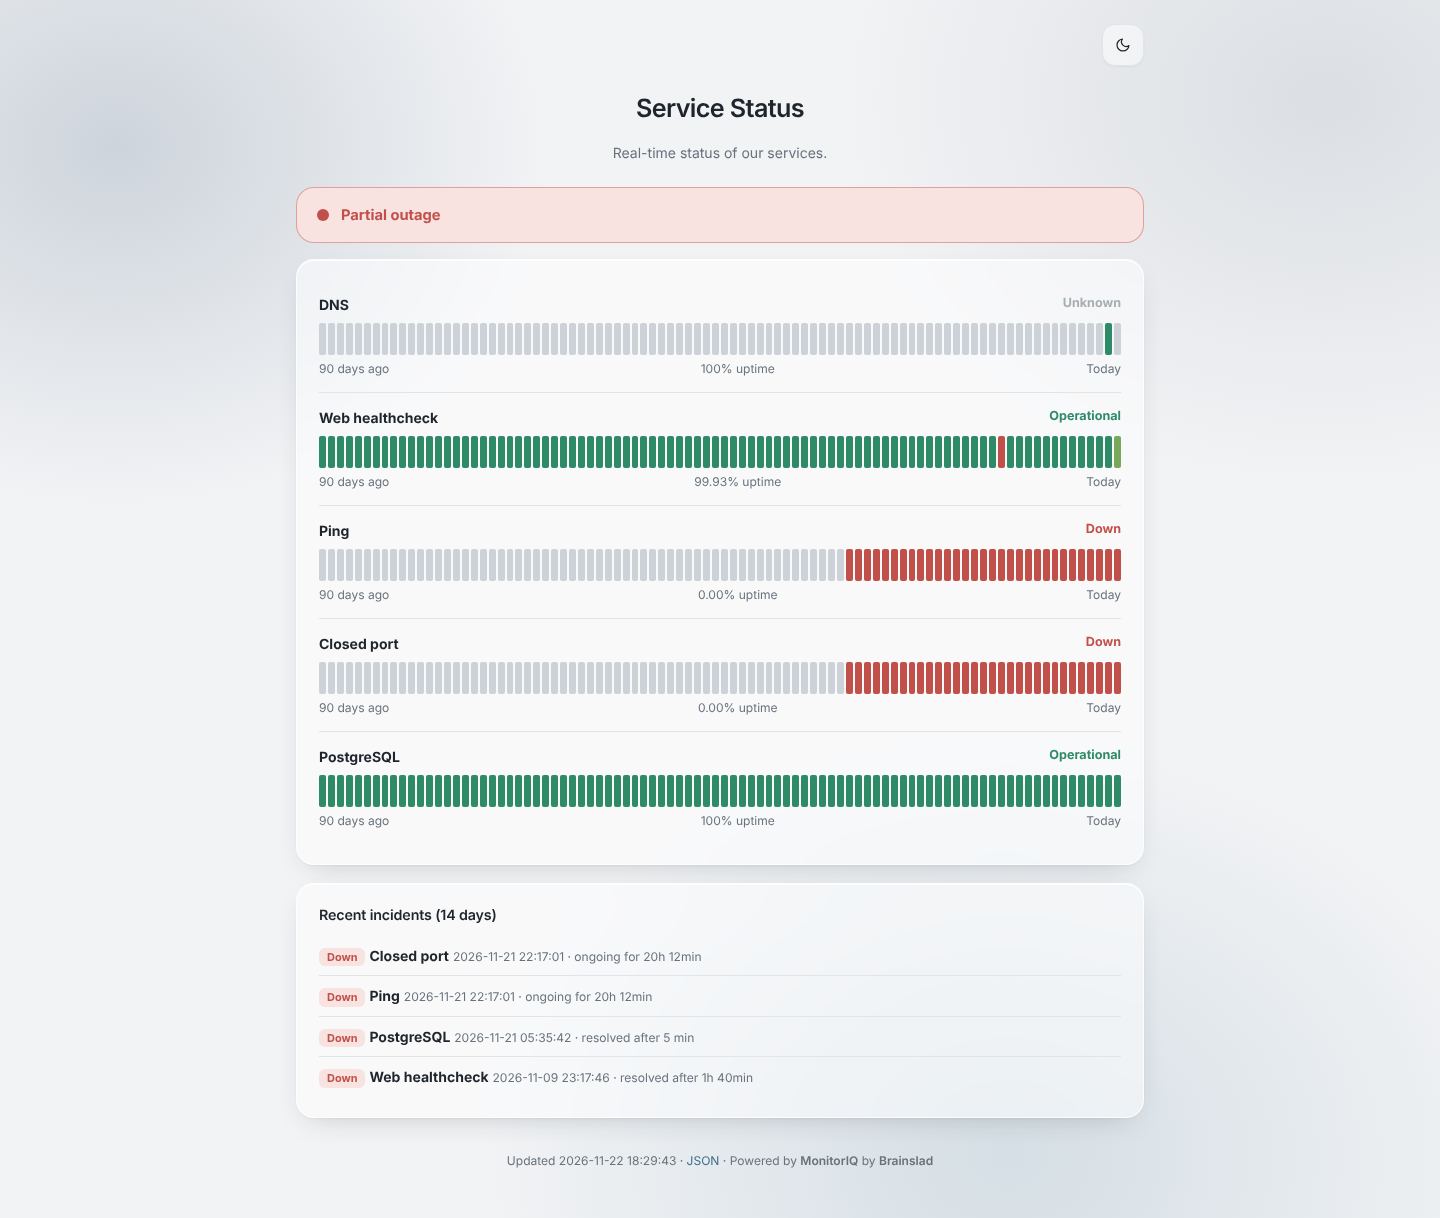 Service Status
Real-time status of our services.
Partial outage
DNS Unknown
90 days ago 100% uptime Today
Web healthcheck Operational
90 days ago 99.93% uptime Today
Ping Down
90 days ago 0.00% uptime Today
Closed port Down
90 days ago 0.00% uptime Today
PostgreSQL Operational
90 days ago 100% uptime Today
Recent incidents (14 days)
Down Closed port 2026-11-21 22:17:01 · ongoing for 20h 12min
Down Ping 2026-11-21 22:17:01 · ongoing for 20h 12min
Down PostgreSQL 2026-11-21 05:35:42 · resolved after 5 min
Down Web healthcheck 2026-11-09 23:17:46 · resolved after 1h 40min
Updated 2026-11-22 18:29:43 · JSON · Powered by MonitorIQ by Brainslad